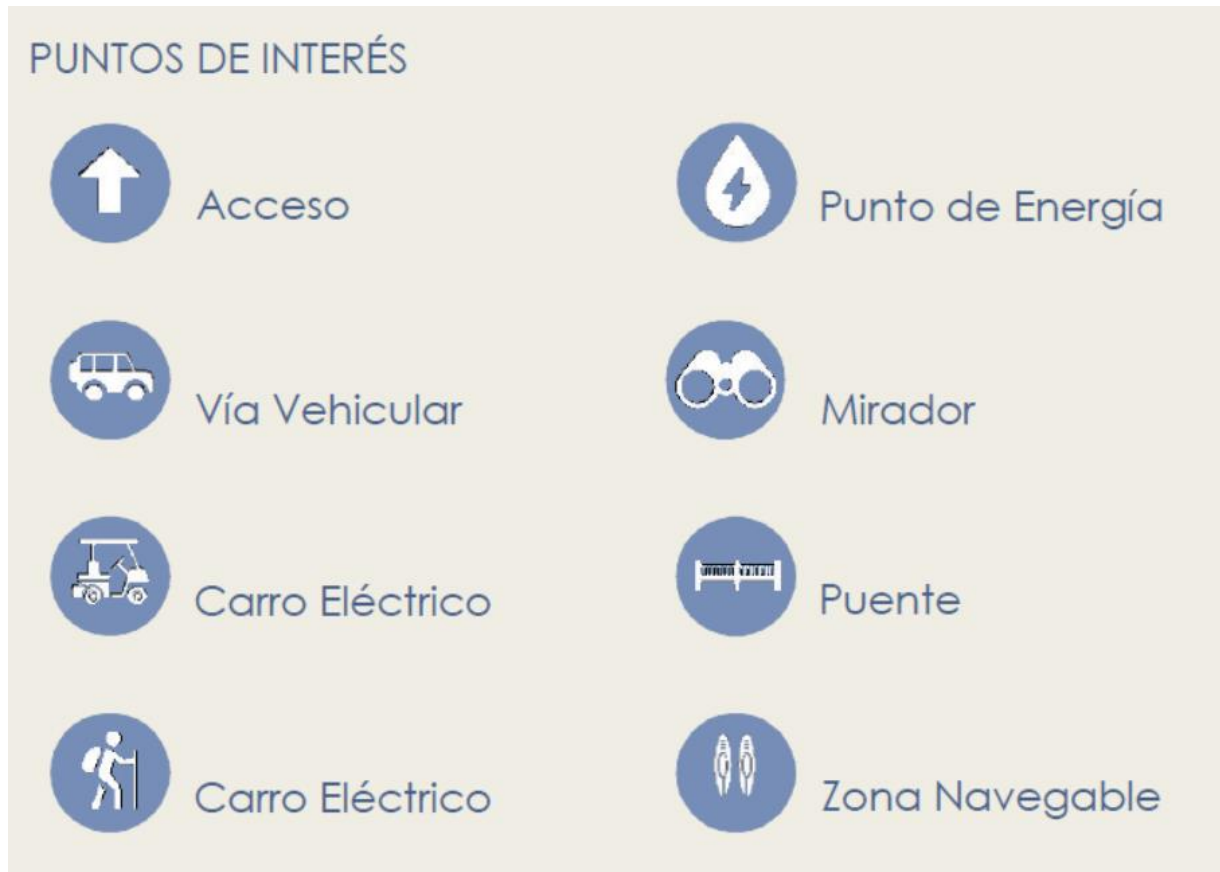 PUNTOS DE INTERÉS
Acceso
Punto de Energía
Vía Vehicular
Mirador
Carro Eléctrico
Puente
Carro Eléctrico
Zona Navegable